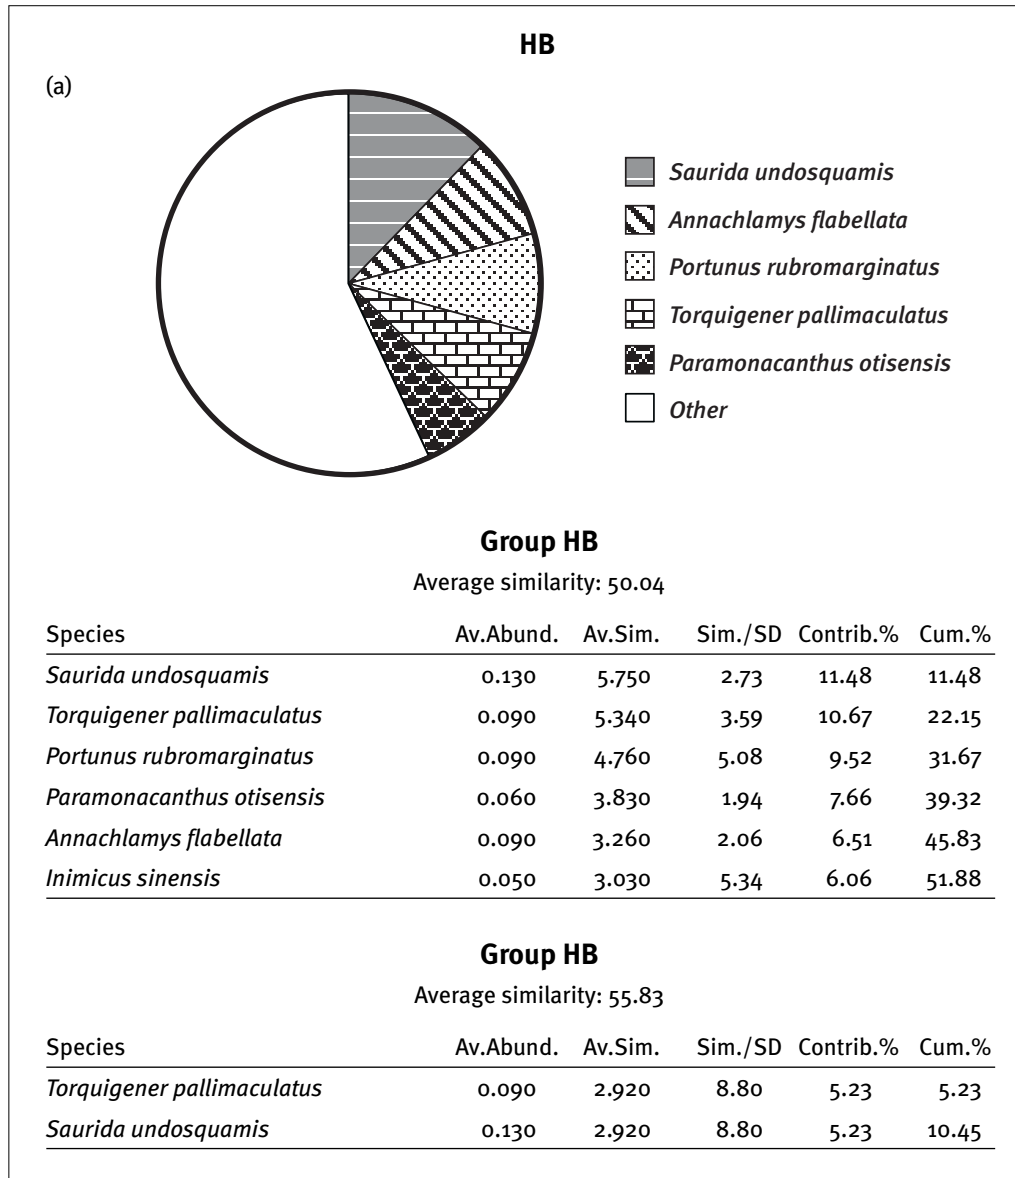 HB
(a)
Saurida undosquamis
Annachlamys flabellata
Portunus rubromarginatus
Torquigener pallimaculatus
Paramonacanthus otisensis
Other
Group HB
Average similarity: 50.04
Species Av.Abund. Av.Sim. Sim./SD Contrib.% Cum.%
Saurida undosquamis 0.130 5.750 2.73 11.48 11.48
Torquigener pallimaculatus 0.090 5.340 3.59 10.67 22.15
Portunus rubromarginatus 0.090 4.760 5.08 9.52 31.67
Paramonacanthus otisensis 0.060 3.830 1.94 7.66 39.32
Annachlamys flabellata 0.090 3.260 2.06 6.51 45.83
Inimicus sinensis 0.050 3.030 5.34 6.06 51.88
Group HB
Average similarity: 55.83
Species Av.Abund. Av.Sim. Sim./SD Contrib.% Cum.%
Torquigener pallimaculatus 0.090 2.920 8.80 5.23 5.23
Saurida undosquamis 0.130 2.920 8.80 5.23 10.45